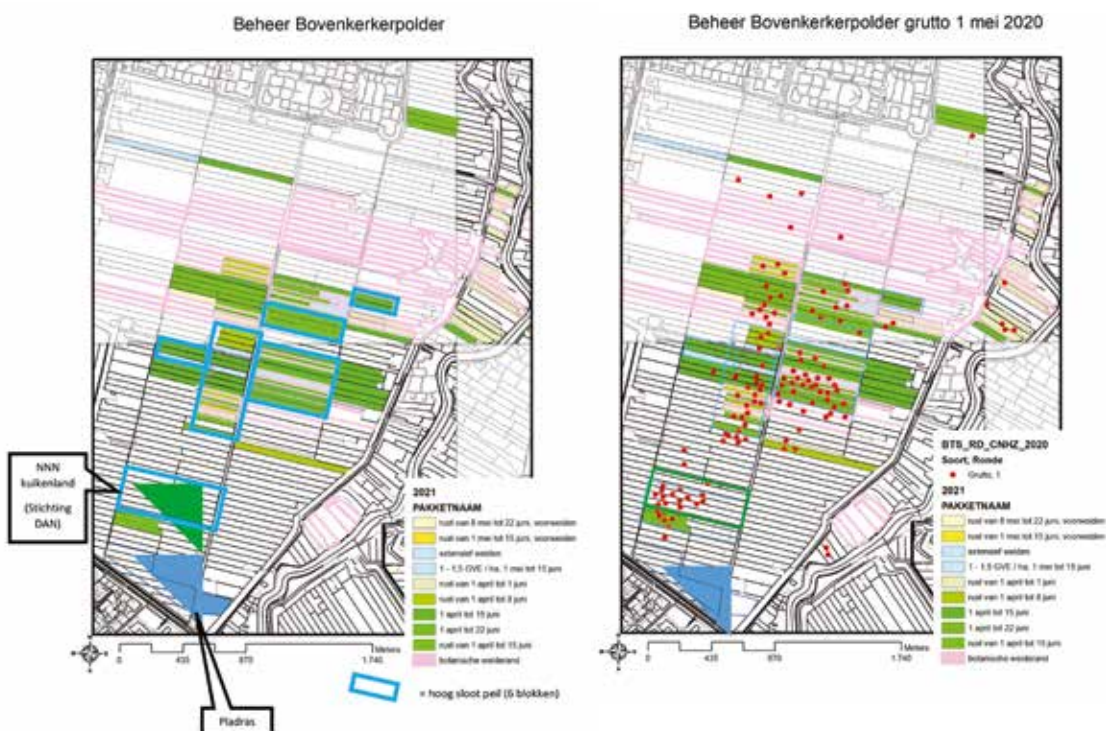 Beheer Bovenkerkerpolder
NNN
kuikenland
(Stichting
DAN)
2021
PAKKETNAAM
rust van 8 mei tot 22 juni, voorweiden
rust van 1 mei tot 15 juni, voorweiden
extensief weiden
1 - 1,5 GVE / ha, 1 mei tot 15 juni
rust van 1 april tot 1 juni
rust van 1 april tot 8 juni
1 april tot 15 juni
1 april tot 22 juni
rust van 1 april tot 15 juni
botanische weiderand
Meters
0 435 870 1.740
= hoog sloot peil (6 blokken)
Pladras
Beheer Bovenkerkerpolder grutto 1 mei 2020
BTS_RD_CNHZ_2020
Soort, Ronde
Grutto, 1
2021
PAKKETNAAM
rust van 8 mei tot 22 juni, voorweiden
rust van 1 mei tot 15 juni, voorweiden
extensief weiden
1 - 1,5 GVE / ha, 1 mei tot 15 juni
rust van 1 april tot 1 juni
rust van 1 april tot 8 juni
1 april tot 15 juni
1 april tot 22 juni
rust van 1 april tot 15 juni
botanische weiderand
Meters
0 435 870 1.740